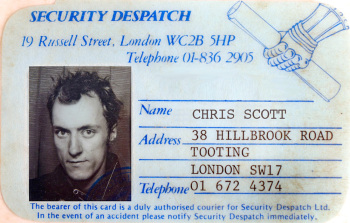 SECURITY DESPATCH
19 Russell Street, London WC2B 5HP
Telephone 01-836 2905
Name CHRIS SCOTT
Address 38 HILLBROOK ROAD
TOOTING
LONDON SW17
Telephone 01 672 4374
The bearer of this card is a duly authorised courier for Security Despatch Ltd.
In the event of an accident please notify Security Despatch immediately.